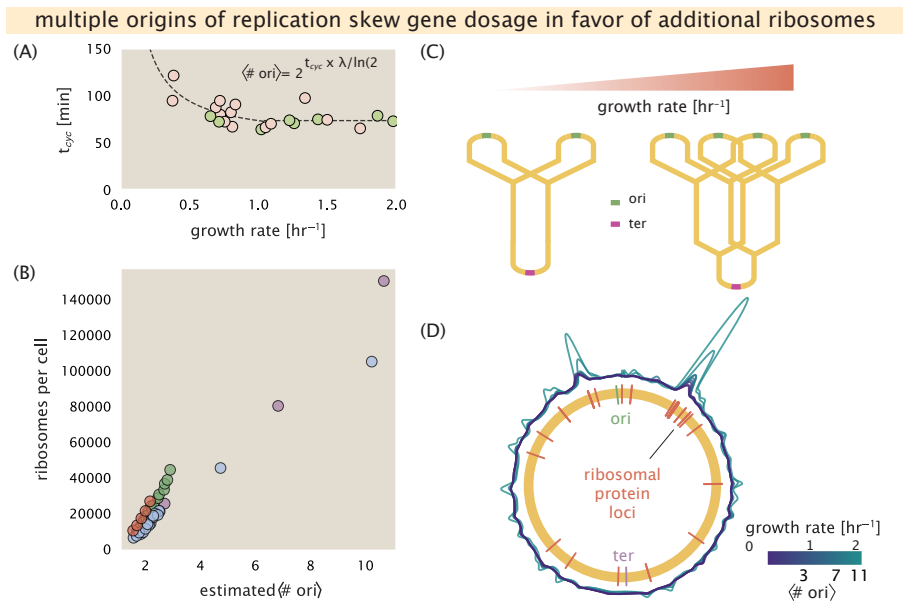 multiple origins of replication skew gene dosage in favor of additional ribosomes
(A)
150
100
50
0
t_cyc [min]
⟨# ori⟩ = 2^t_cyc x λ/ln(2
0.0 0.5 1.0 1.5 2.0
growth rate [hr⁻¹]
(B)
140000
120000
100000
80000
60000
40000
20000
0
ribosomes per cell
2 4 6 8 10
estimated⟨# ori⟩
(C)
growth rate [hr⁻¹]
ori
ter
(D)
ori
ribosomal
protein
loci
ter
growth rate [hr⁻¹]
0 1 2
3 7 11
⟨# ori⟩